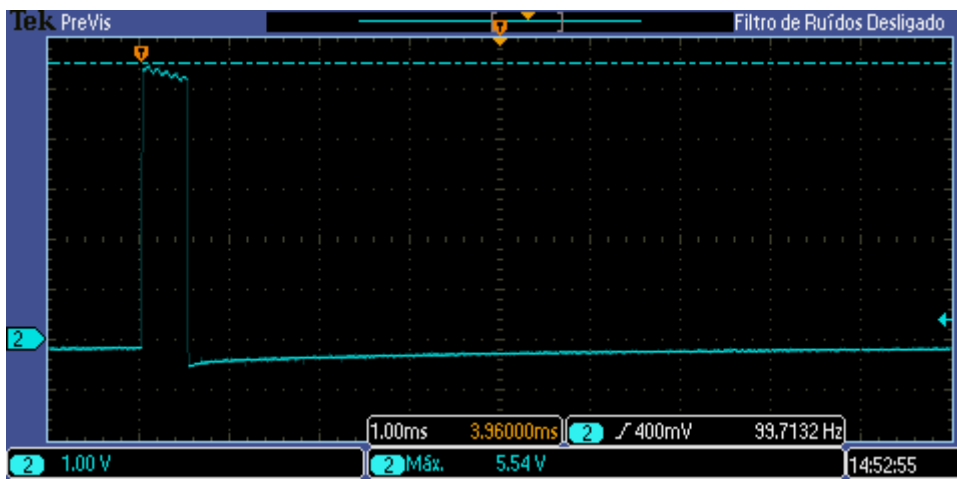 Tek PreVis Filtro de Ruídos Desligado
T
T
2
1.00ms 3.96000ms 2 400mV 99.7132 Hz
2 1.00 V 2 Máx. 5.54 V 14:52:55